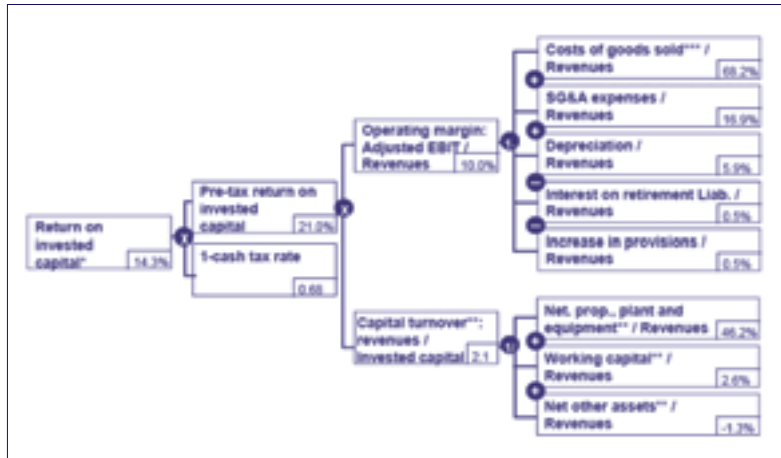 Return on
invested
capital*
14.3%
Pre-tax return on
invested
capital
21.0%
1-cash tax rate
0.68
Operating margin:
Adjusted EBIT /
Revenues
10.0%
Capital turnover**:
revenues /
invested capital
2.1
Costs of goods sold*** /
Revenues
68.2%
SG&A expenses /
Revenues
16.9%
Depreciation /
Revenues
5.9%
Interest on retirement Liab. /
Revenues
0.5%
Increase in provisions /
Revenues
0.5%
Net. prop., plant and
equipment** / Revenues
46.2%
Working capital** /
Revenues
2.6%
Net other assets** /
Revenues
-1.3%